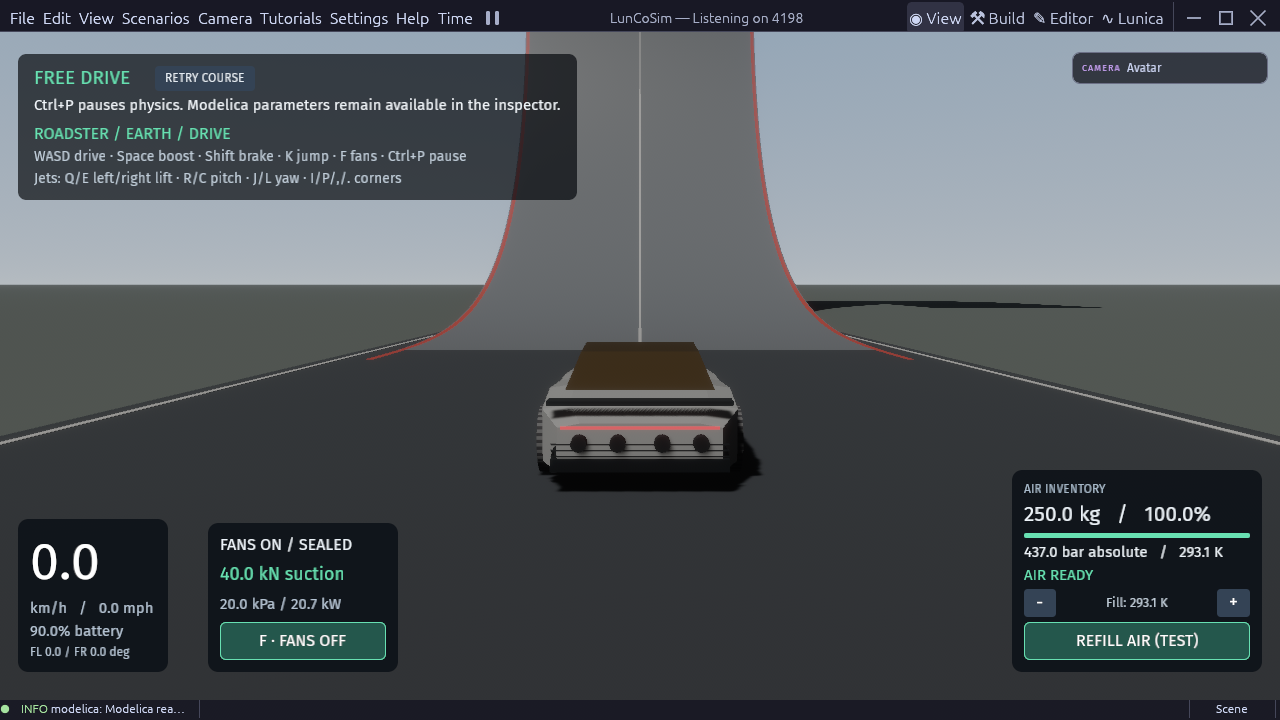 File Edit View Scenarios Camera Tutorials Settings Help Time
LunCoSim — Listening on 4198
View Build Editor Lunica
FREE DRIVE RETRY COURSE
Ctrl+P pauses physics. Modelica parameters remain available in the inspector.
ROADSTER / EARTH / DRIVE
WASD drive · Space boost · Shift brake · K jump · F fans · Ctrl+P pause
Jets: Q/E left/right lift · R/C pitch · J/L yaw · I/P/,/. corners
CAMERA Avatar
0.0
km/h / 0.0 mph
90.0% battery
FL 0.0 / FR 0.0 deg
FANS ON / SEALED
40.0 kN suction
20.0 kPa / 20.7 kW
F · FANS OFF
AIR INVENTORY
250.0 kg / 100.0%
437.0 bar absolute / 293.1 K
AIR READY
- Fill: 293.1 K +
REFILL AIR (TEST)
INFO modelica: Modelica rea...
Scene